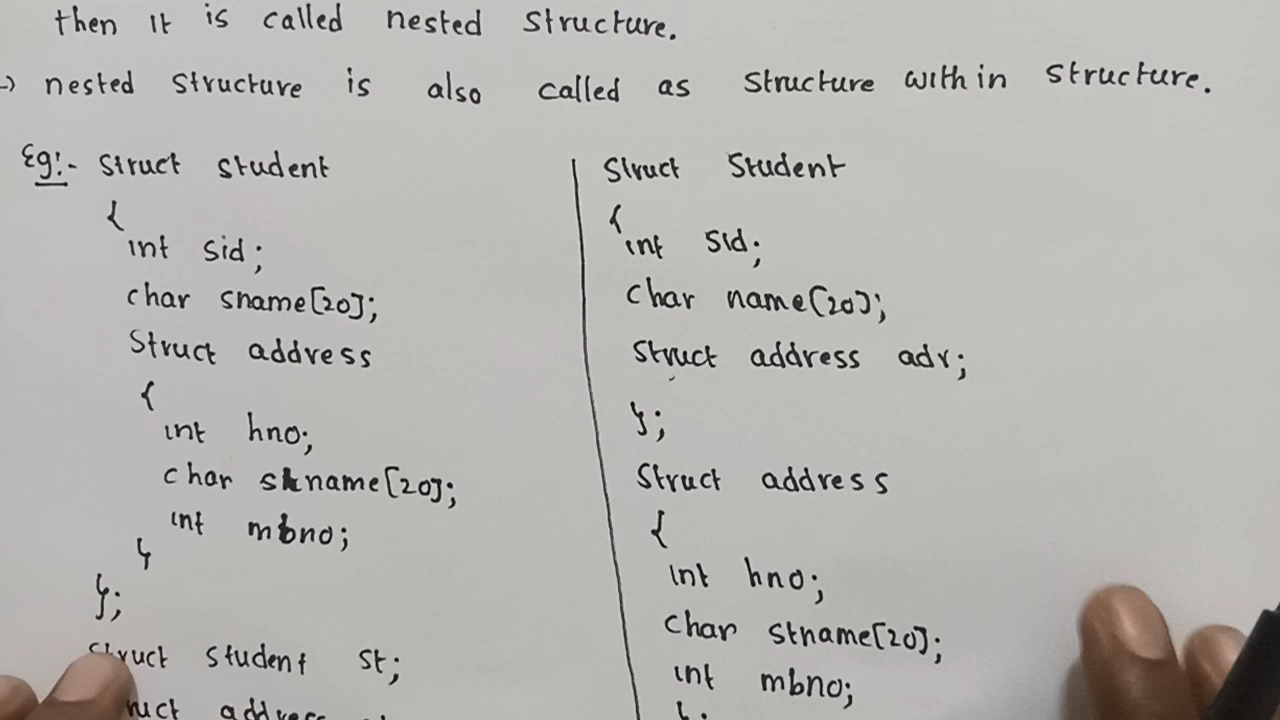 then it is called nested structure.
→ nested structure is also called as structure with in structure.
Eg:- struct student
{
int sid;
char sname[20];
struct address
{
int hno;
char stname[20];
int mbno;
}
};
struct student st;
address
struct student
{
int sid;
char name[20];
struct address adr;
};
struct address
{
int hno;
char stname[20];
int mbno;